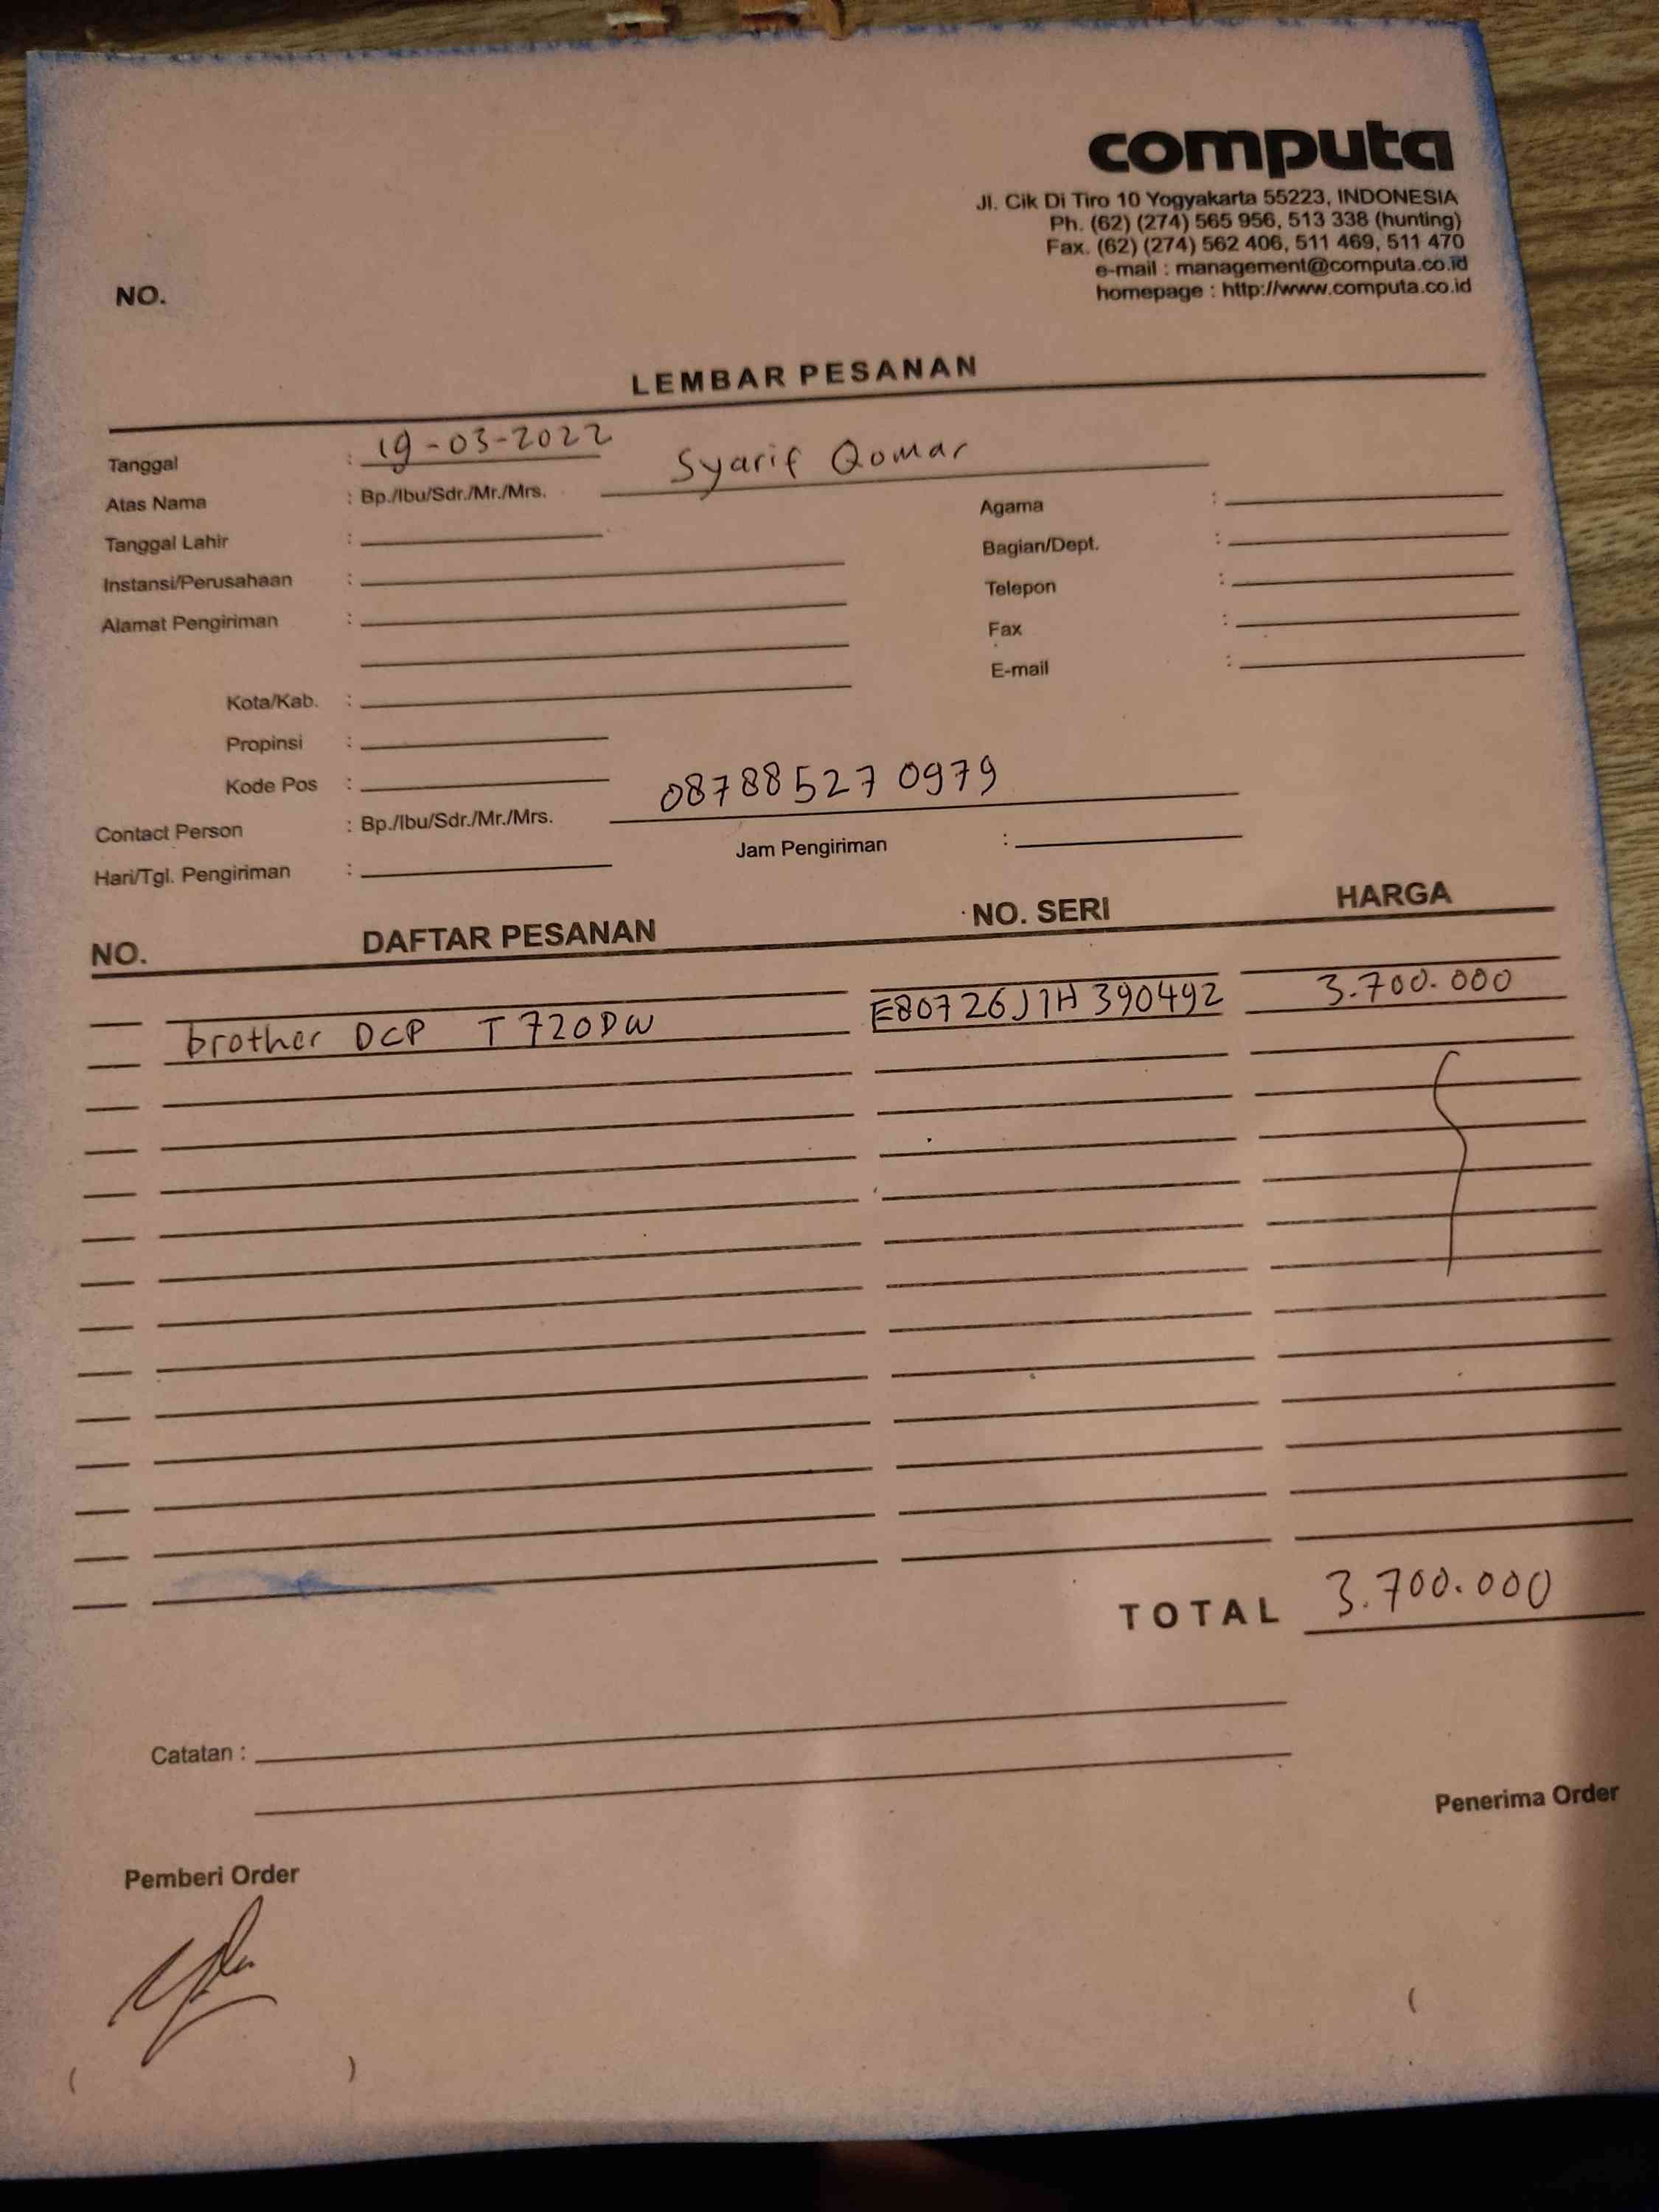 computa
Jl. Cik Di Tiro 10 Yogyakarta 55223, INDONESIA
Ph. (62) (274) 565 956, 513 338 (hunting)
Fax. (62) (274) 562 406, 511 469, 511 470
e-mail : management@computa.co.id
homepage : http://www.computa.co.id
NO.
LEMBAR PESANAN
Tanggal : 19-03-2022
Atas Nama : Bp./Ibu/Sdr./Mr./Mrs. Syarif Qomar
Agama :
Tanggal Lahir :
Bagian/Dept. :
Instansi/Perusahaan :
Telepon :
Alamat Pengiriman :
Fax :
E-mail :
Kota/Kab. :
Propinsi :
Kode Pos :
Contact Person : Bp./Ibu/Sdr./Mr./Mrs. 087885270979
Hari/Tgl. Pengiriman : Jam Pengiriman :
NO. DAFTAR PESANAN NO. SERI HARGA
brother DCP T720DW E80726J1H390492 3.700.000
TOTAL 3.700.000
Catatan :
Pemberi Order Penerima Order
( ) (